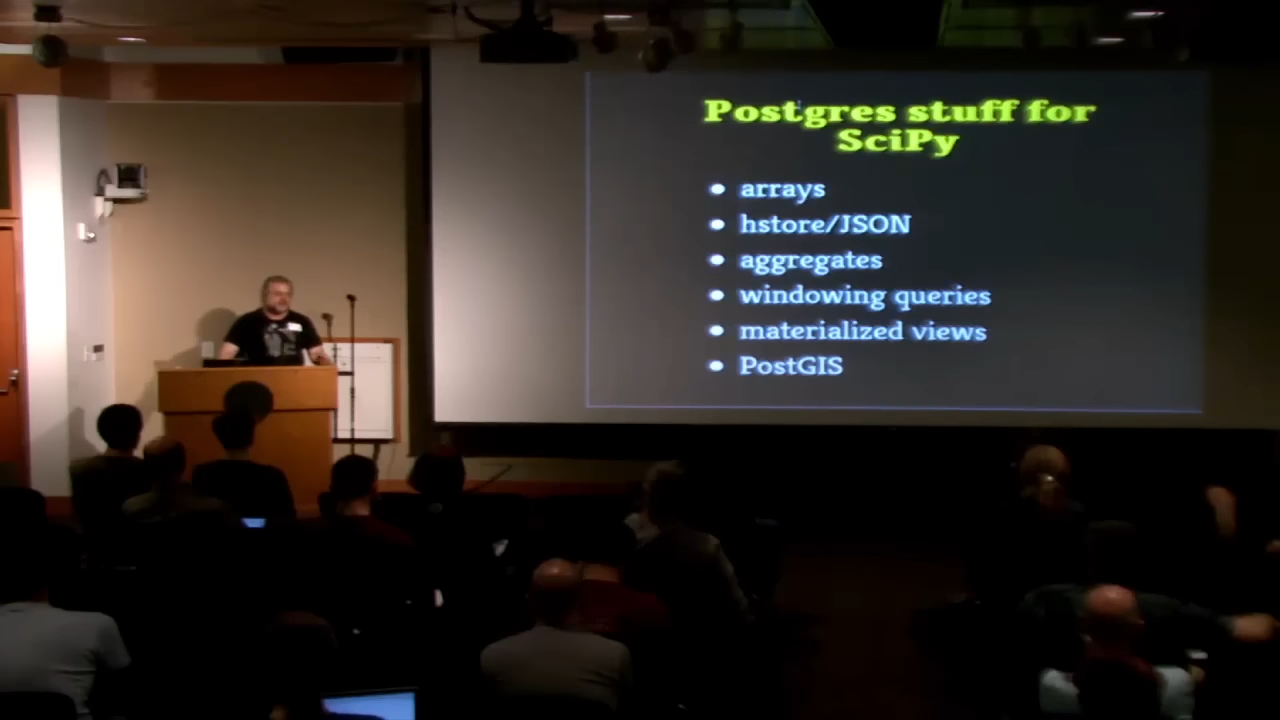 Postgres stuff for
SciPy
arrays
hstore/JSON
aggregates
windowing queries
materialized views
PostGIS